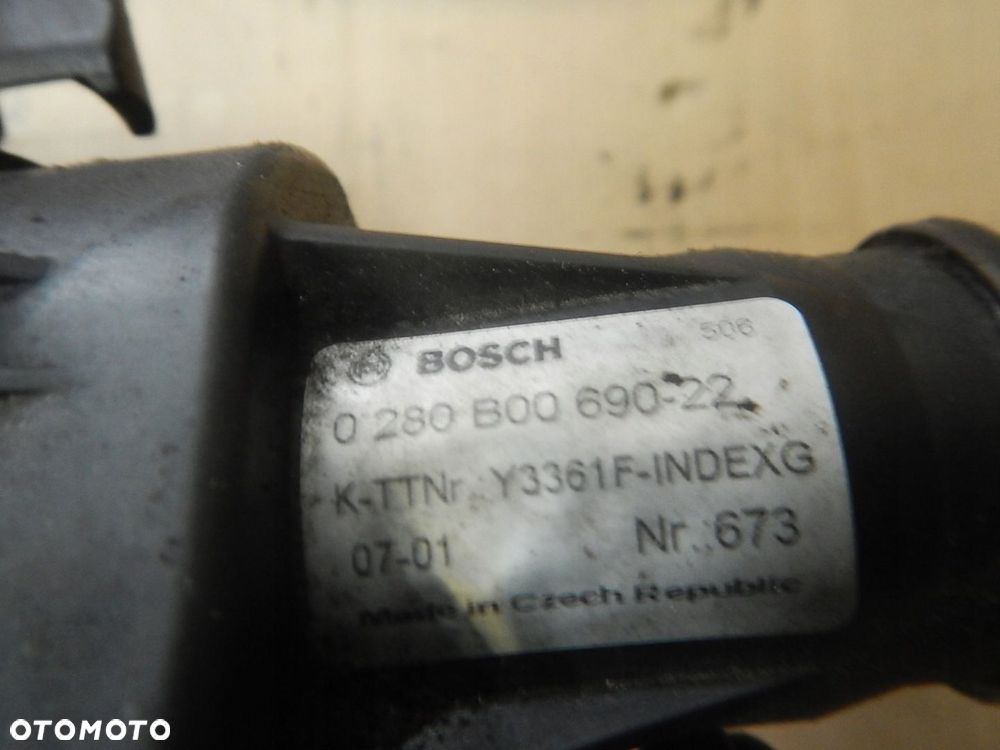 BOSCH 506
0 280 B00 690-22
K-TTNr.:Y3361F-INDEXG
07-01 Nr.:673
Made in Czech Republic
OTOMOTO